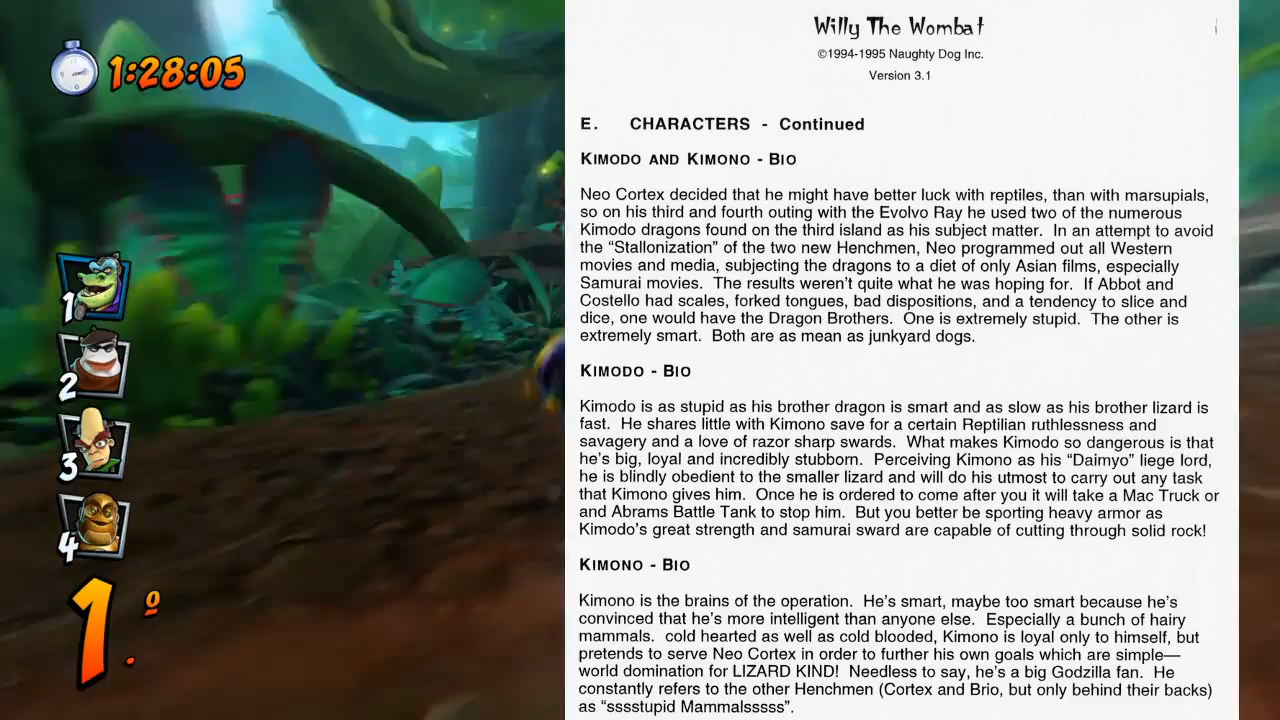 1:28:05
1
2
3
4
1º
Willy The Wombat
©1994-1995 Naughty Dog Inc.
Version 3.1
E. CHARACTERS - Continued
KIMODO AND KIMONO - BIO
Neo Cortex decided that he might have better luck with reptiles, than with marsupials,
so on his third and fourth outing with the Evolvo Ray he used two of the numerous
Kimodo dragons found on the third island as his subject matter. In an attempt to avoid
the “Stallonization” of the two new Henchmen, Neo programmed out all Western
movies and media, subjecting the dragons to a diet of only Asian films, especially
Samurai movies. The results weren’t quite what he was hoping for. If Abbot and
Costello had scales, forked tongues, bad dispositions, and a tendency to slice and
dice, one would have the Dragon Brothers. One is extremely stupid. The other is
extremely smart. Both are as mean as junkyard dogs.
KIMODO - BIO
Kimodo is as stupid as his brother dragon is smart and as slow as his brother lizard is
fast. He shares little with Kimono save for a certain Reptilian ruthlessness and
savagery and a love of razor sharp swards. What makes Kimodo so dangerous is that
he’s big, loyal and incredibly stubborn. Perceiving Kimono as his “Daimyo” liege lord,
he is blindly obedient to the smaller lizard and will do his utmost to carry out any task
that Kimono gives him. Once he is ordered to come after you it will take a Mac Truck or
and Abrams Battle Tank to stop him. But you better be sporting heavy armor as
Kimodo’s great strength and samurai sward are capable of cutting through solid rock!
KIMONO - BIO
Kimono is the brains of the operation. He’s smart, maybe too smart because he’s
convinced that he’s more intelligent than anyone else. Especially a bunch of hairy
mammals. cold hearted as well as cold blooded, Kimono is loyal only to himself, but
pretends to serve Neo Cortex in order to further his own goals which are simple—
world domination for LIZARD KIND! Needless to say, he’s a big Godzilla fan. He
constantly refers to the other Henchmen (Cortex and Brio, but only behind their backs)
as “sssstupid Mammalsssss”.